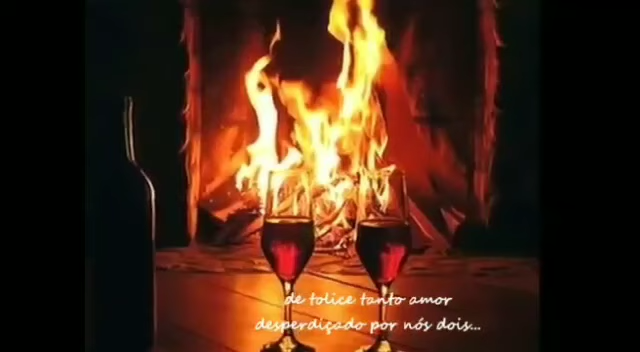 de tolice tanto amor
desperdiçado por nós dois...